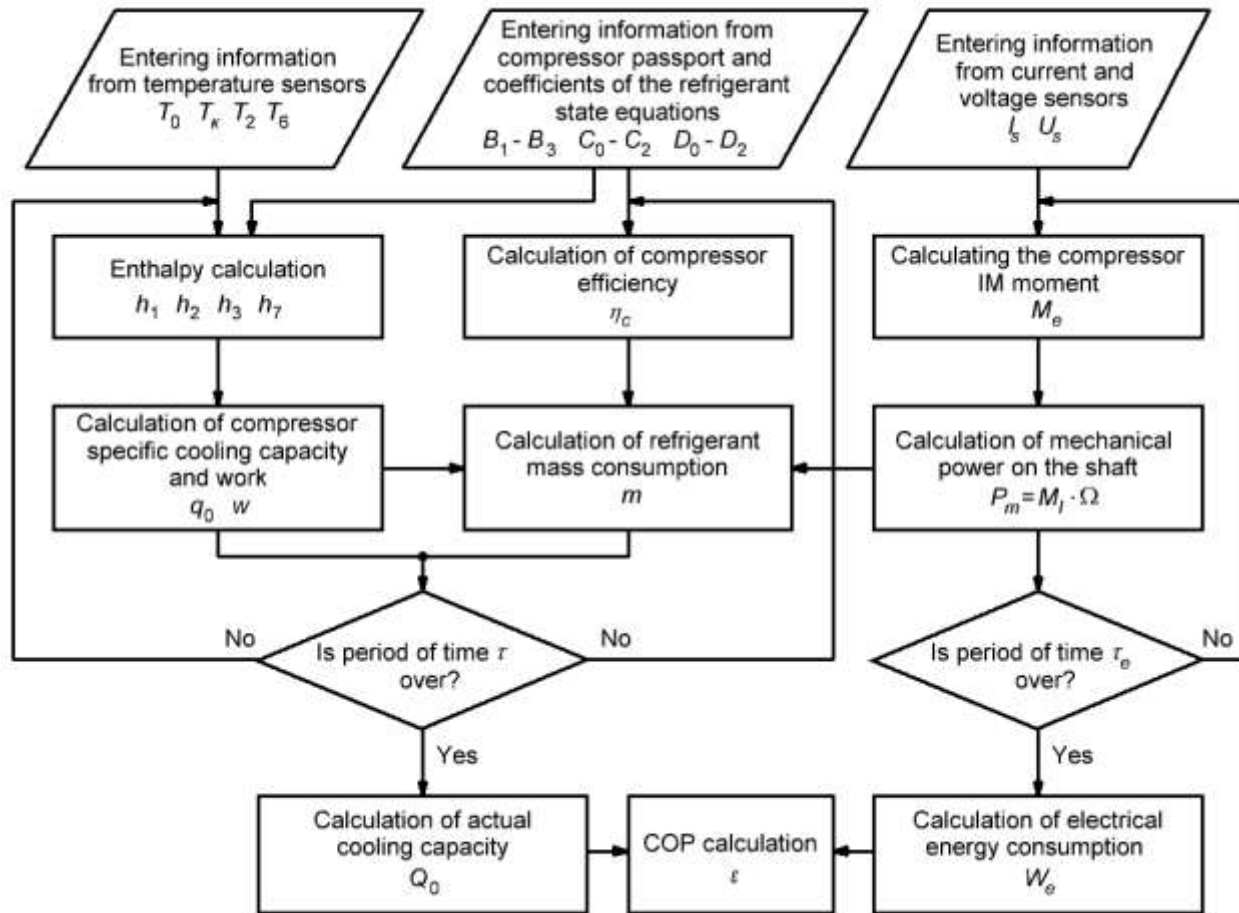 Entering information
from temperature sensors
T₀ Tₖ T₂ T₆
Entering information from
compressor passport and
coefficients of the refrigerant
state equations
B₁ - B₃ C₀ - C₂ D₀ - D₂
Entering information
from current and
voltage sensors
Iₛ Uₛ
Enthalpy calculation
h₁ h₂ h₃ h₇
Calculation of compressor
efficiency
η_c
Calculating the compressor
IM moment
Mₑ
Calculation of compressor
specific cooling capacity
and work
q₀ w
Calculation of refrigerant
mass consumption
m
Calculation of mechanical
power on the shaft
Pₘ = M_l · Ω
No
Is period of time τ
over?
No
Is period of time τₑ
over?
No
Yes
Yes
Calculation of actual
cooling capacity
Q₀
COP calculation
ε
Calculation of electrical
energy consumption
Wₑ